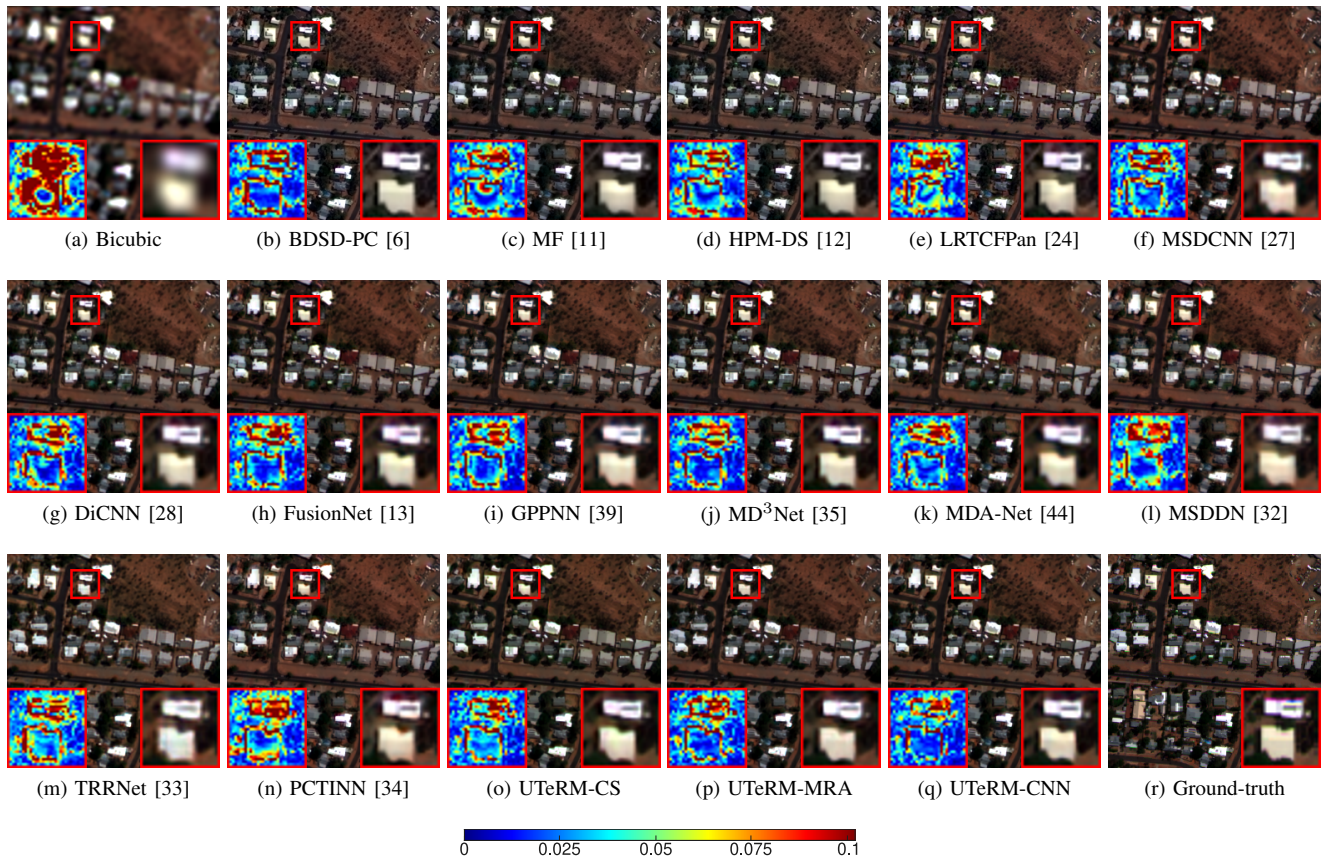 (a) Bicubic (b) BDSD-PC [6] (c) MF [11] (d) HPM-DS [12] (e) LRTCFPan [24] (f) MSDCNN [27]
(g) DiCNN [28] (h) FusionNet [13] (i) GPPNN [39] (j) MD³Net [35] (k) MDA-Net [44] (l) MSDDN [32]
(m) TRRNet [33] (n) PCTINN [34] (o) UTeRM-CS (p) UTeRM-MRA (q) UTeRM-CNN (r) Ground-truth
0 0.025 0.05 0.075 0.1